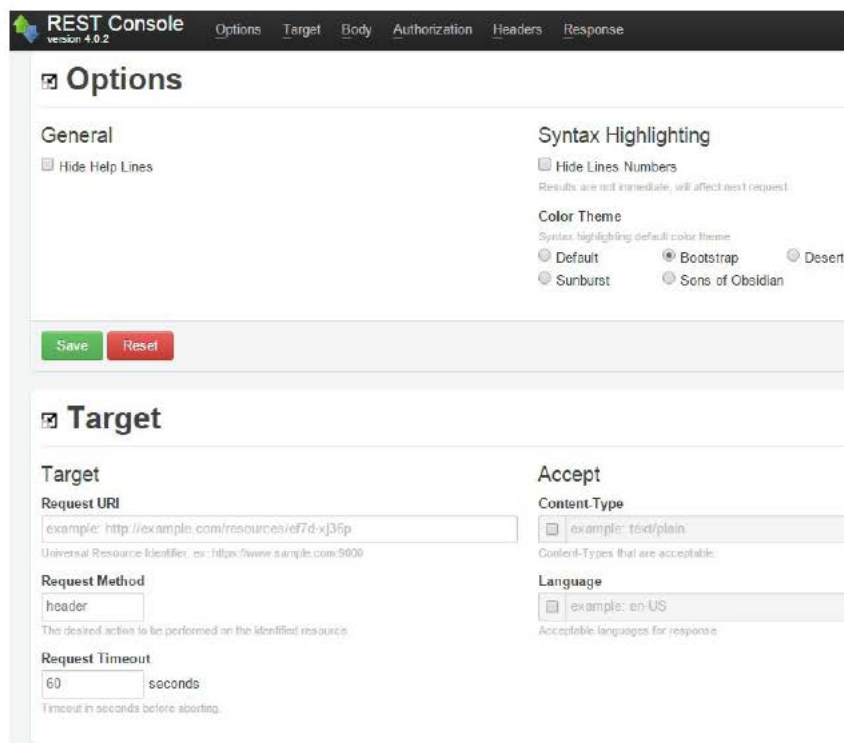 REST Console
version 4.0.2
Options Target Body Authorization Headers Response
Options
General
Hide Help Lines
Syntax Highlighting
Hide Lines Numbers
Results are not immediate, will affect next request
Color Theme
Syntax highlighting default color theme
Default Bootstrap Desert
Sunburst Sons of Obsidian
Save Reset
Target
Target
Request URI
example: http://example.com/resources/ef7d-xj36p
Universal Resource Identifier. ex: https://www.sample.com:9000
Request Method
header
The desired action to be performed on the identified resource
Request Timeout
60 seconds
Timeout in seconds before aborting.
Accept
Content-Type
example: text/plain
Content-Types that are acceptable.
Language
example: en-US
Acceptable languages for response